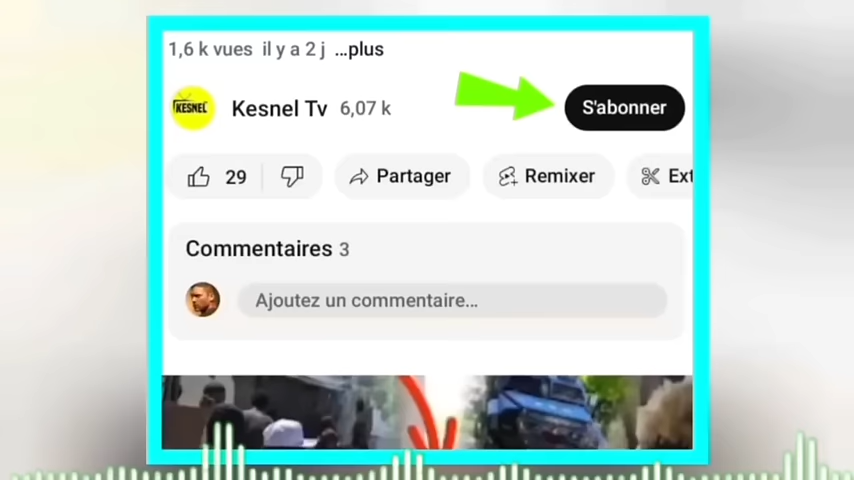 1,6 k vues il y a 2 j ...plus
KESNEL
Kesnel Tv 6,07 k
S'abonner
29
Partager
Remixer
Ext
Commentaires 3
Ajoutez un commentaire...